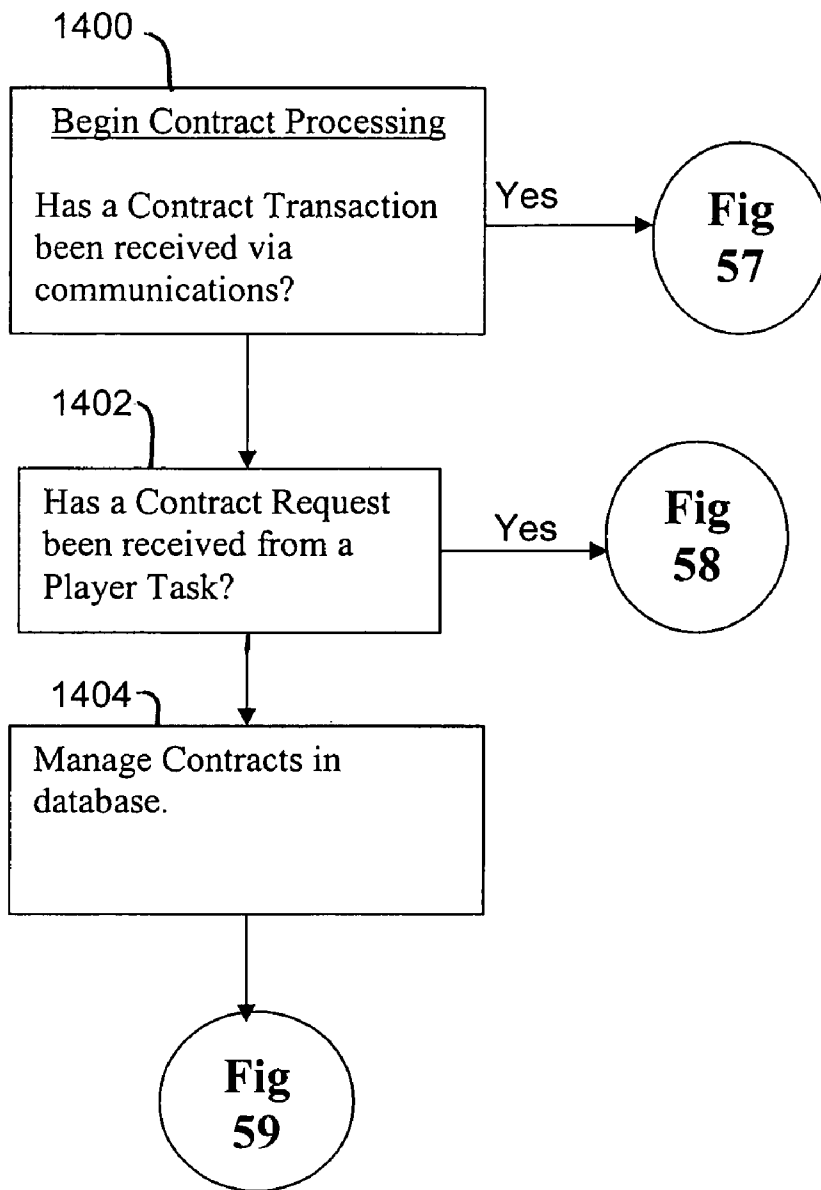 1400
Begin Contract Processing
Has a Contract Transaction
been received via
communications?
Yes
Fig
57
1402
Has a Contract Request
been received from a
Player Task?
Yes
Fig
58
1404
Manage Contracts in
database.
Fig
59